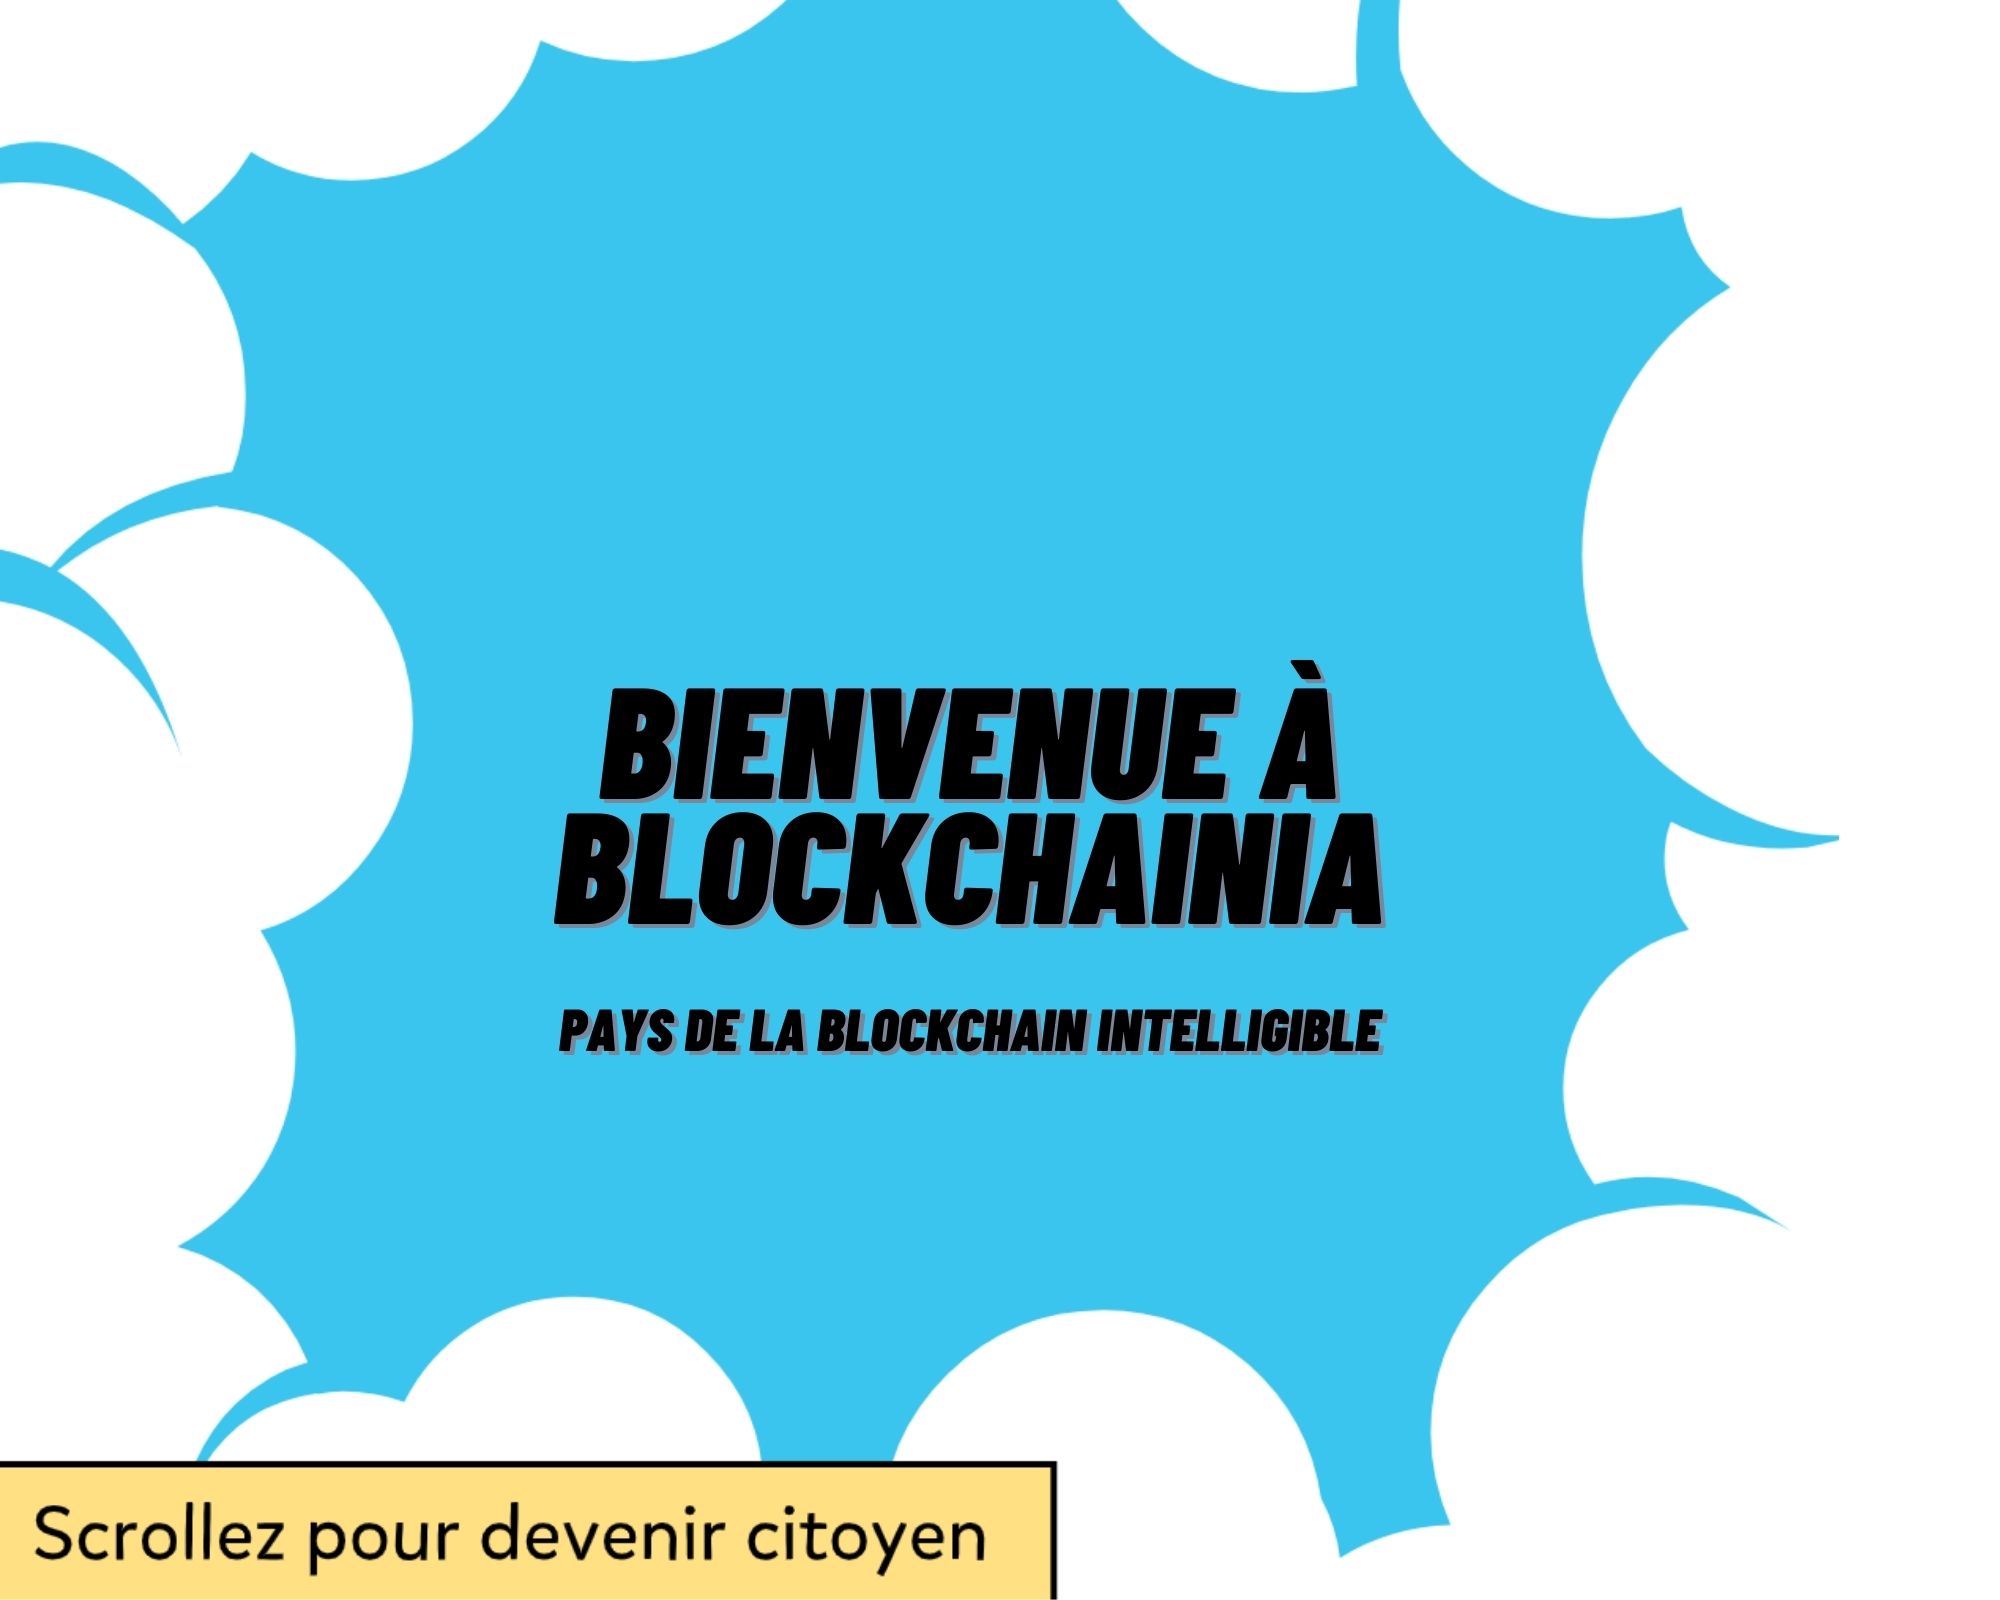 BIENVENUE À
BLOCKCHAINIA
PAYS DE LA BLOCKCHAIN INTELLIGIBLE
Scrollez pour devenir citoyen